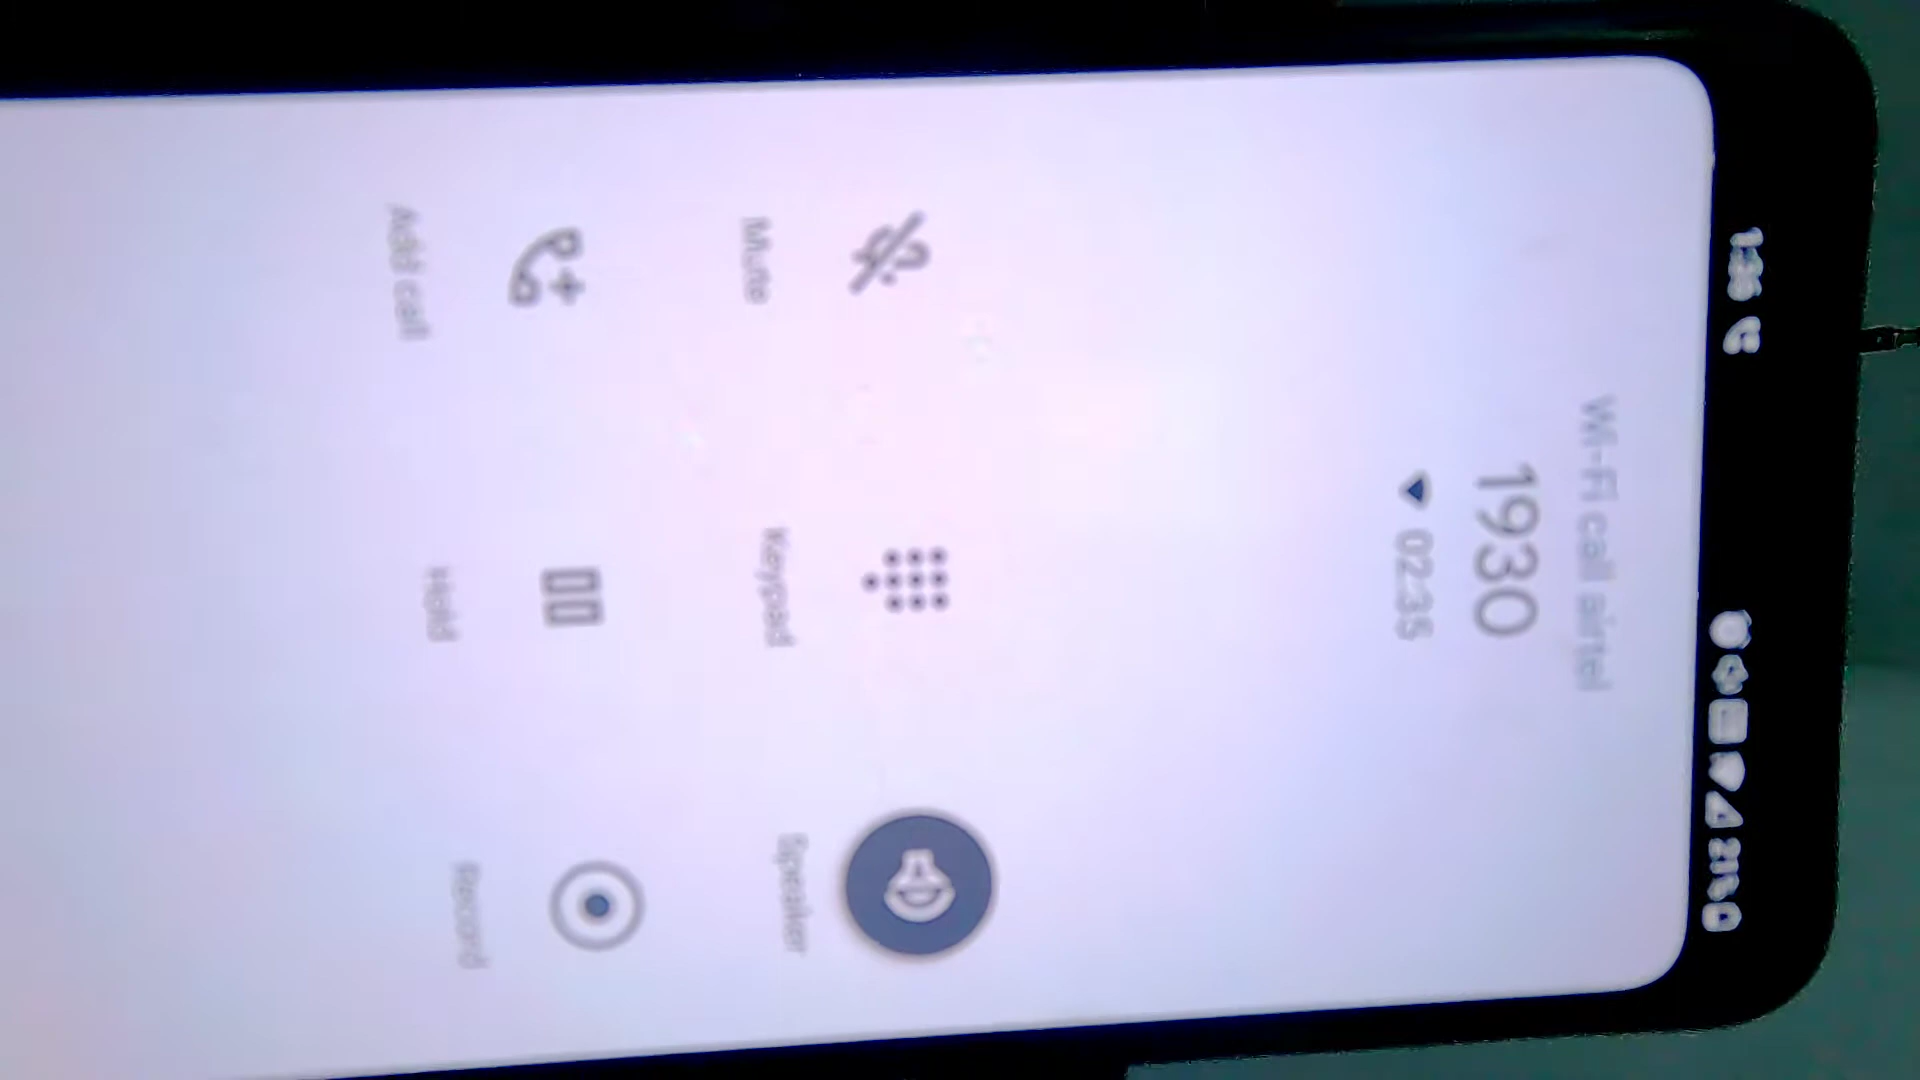 Wi-Fi call airtel
1930
02:35
Mute
Keypad
Speaker
Add call
Hold
Record